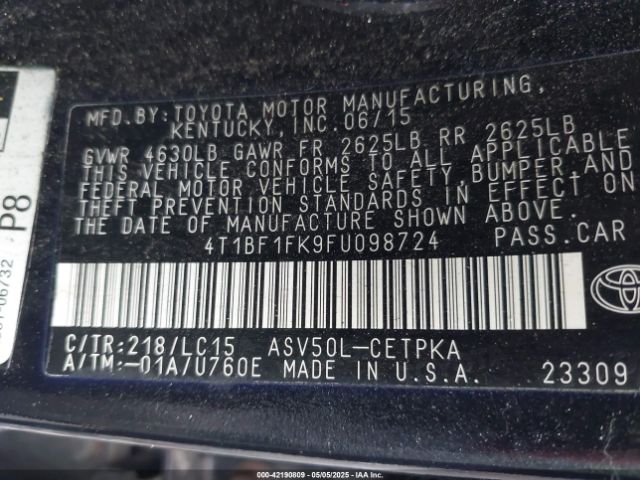 MFD.BY:TOYOTA MOTOR MANUFACTURING,
KENTUCKY, INC. 06/15
GVWR 4630LB GAWR FR 2625LB RR 2625LB
THIS VEHICLE CONFORMS TO ALL APPLICABLE
FEDERAL MOTOR VEHICLE SAFETY, BUMPER AND
THEFT PREVENTION STANDARDS IN EFFECT ON
THE DATE OF MANUFACTURE SHOWN ABOVE.
4T1BF1FK9FU098724 PASS.CAR
C/TR:218/LC15 ASV50L-CETPKA
A/TM:-01A/U760E MADE IN U.S.A. 23309
P8
000-42190809 - 05/05/2025 - IAAI.COM